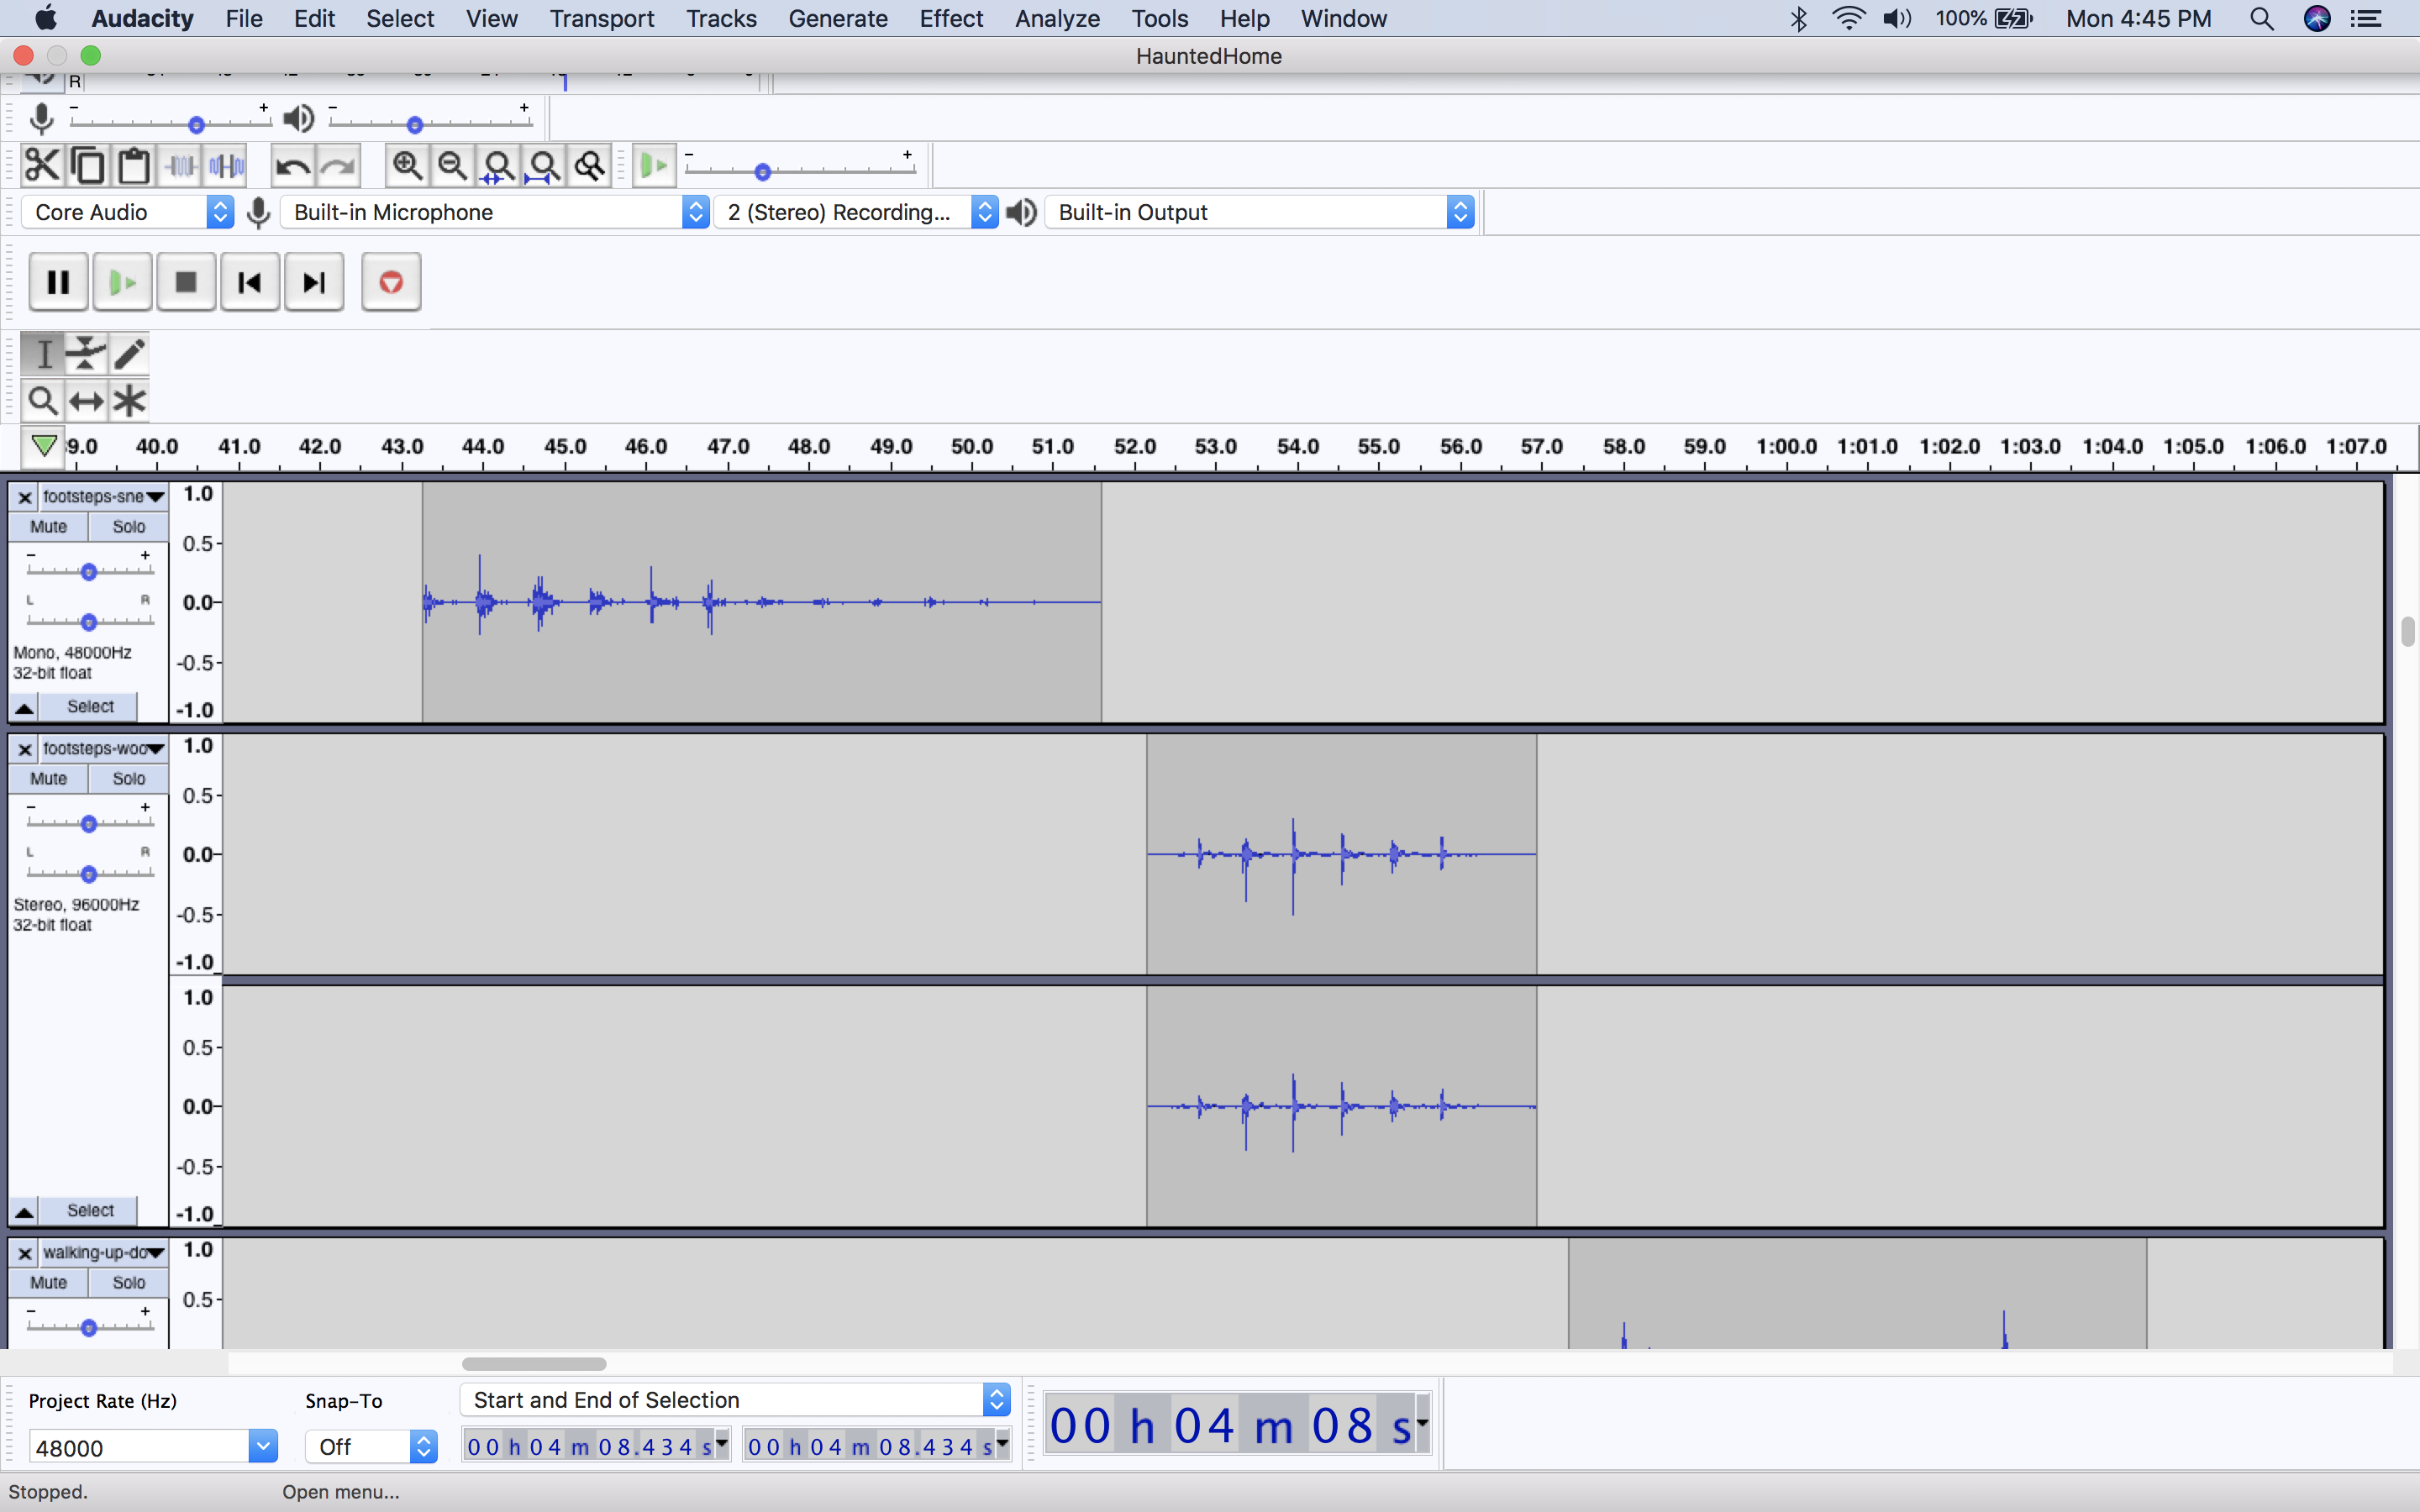 Audacity File Edit Select View Transport Tracks Generate Effect Analyze Tools Help Window 100% Mon 4:45 PM
HauntedHome
R
- + - +
- +
Core Audio Built-in Microphone 2 (Stereo) Recording... Built-in Output
39.0 40.0 41.0 42.0 43.0 44.0 45.0 46.0 47.0 48.0 49.0 50.0 51.0 52.0 53.0 54.0 55.0 56.0 57.0 58.0 59.0 1:00.0 1:01.0 1:02.0 1:03.0 1:04.0 1:05.0 1:06.0 1:07.0
footsteps-sne 1.0
Mute Solo
- + 0.5
L R 0.0
Mono, 48000Hz -0.5
32-bit float
Select -1.0
footsteps-woo 1.0
Mute Solo
- + 0.5
L R 0.0
Stereo, 96000Hz -0.5
32-bit float
-1.0
1.0
0.5
0.0
-0.5
Select -1.0
walking-up-do 1.0
Mute Solo
- + 0.5
Project Rate (Hz) Snap-To Start and End of Selection
48000 Off 00 h 04 m 08.434 s 00 h 04 m 08.434 s 00 h 04 m 08 s
Stopped. Open menu...